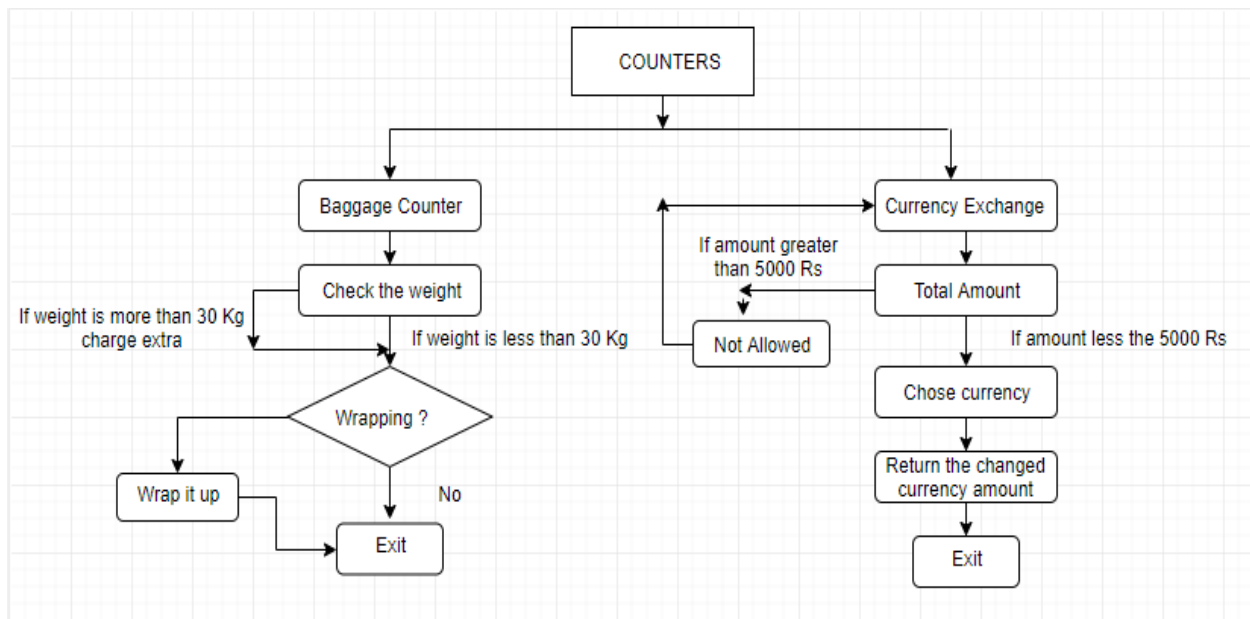 COUNTERS
Baggage Counter
Currency Exchange
If amount greater
than 5000 Rs
Check the weight
Total Amount
If weight is more than 30 Kg
charge extra
If weight is less than 30 Kg
Not Allowed
If amount less the 5000 Rs
Chose currency
Wrapping ?
Return the changed
currency amount
Wrap it up
No
Exit
Exit